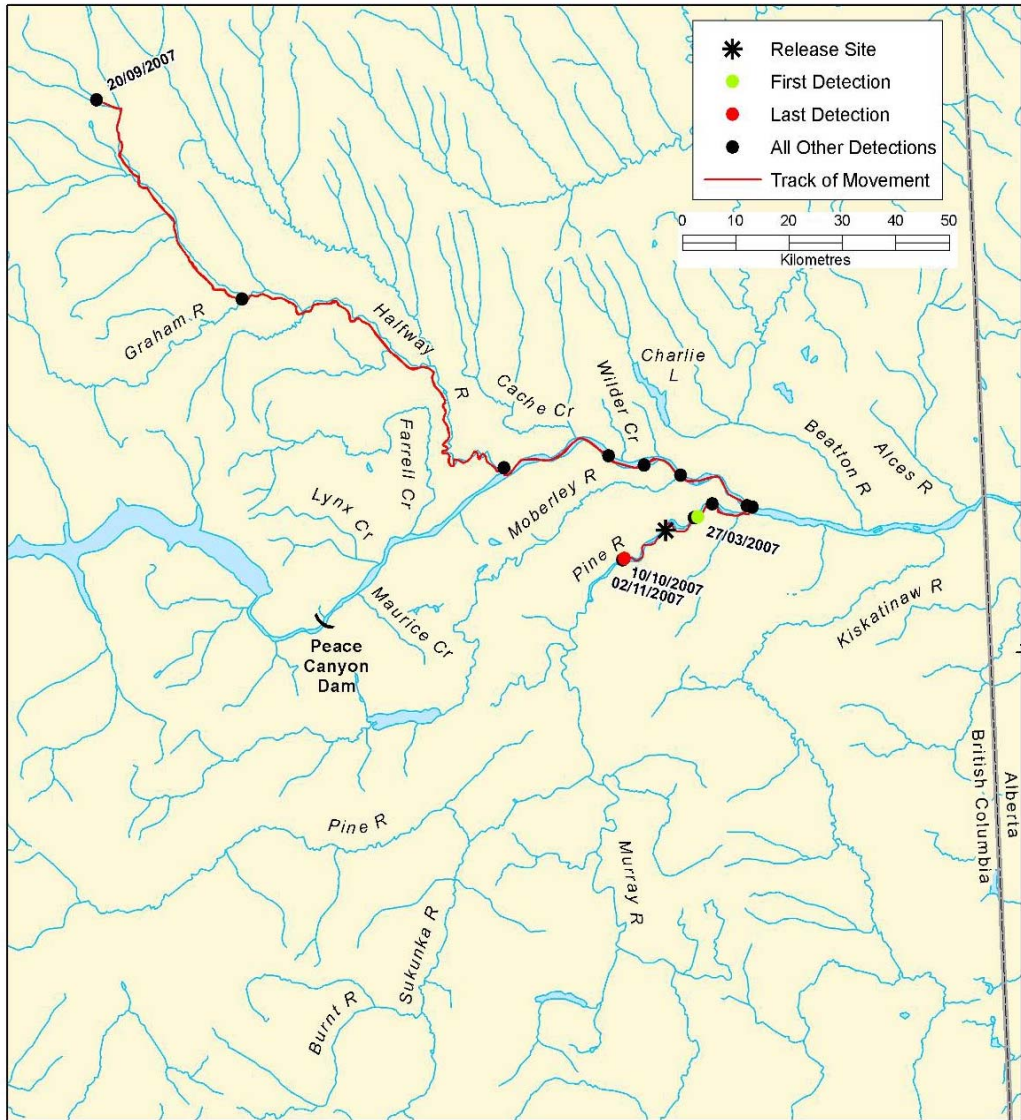 20/09/2007
Release Site
First Detection
Last Detection
All Other Detections
Track of Movement
0 10 20 30 40 50
Kilometres
Graham R
Halfway
R
Cache Cr
Wilder Cr
Charlie
L
Beatton R
Alces R
Farrell Cr
Lynx Cr
Moberley R
Pine R
27/03/2007
10/10/2007
02/11/2007
Maurice Cr
Kiskatinaw R
Peace
Canyon
Dam
British Columbia
Alberta
Pine R
Murray R
Sukunka R
Burnt R